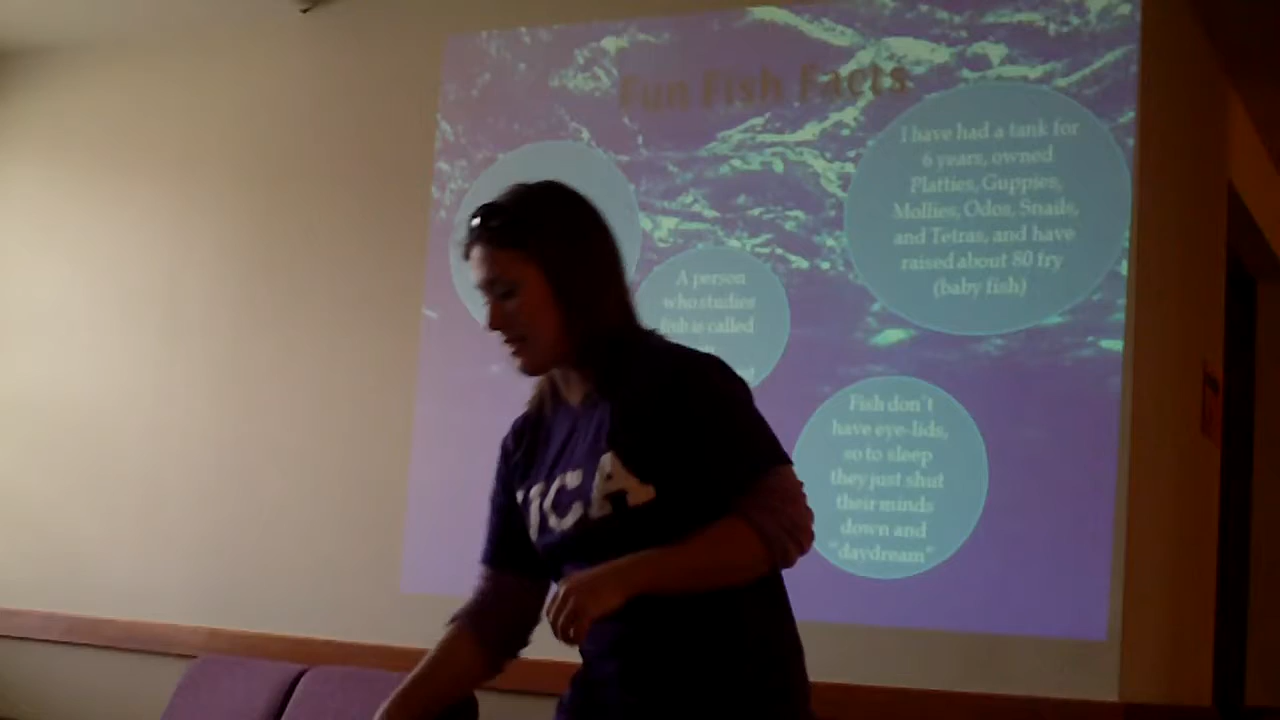 Fun Fish Facts
I have had a tank for
6 years, owned
Platties, Guppies,
Mollies, Odos, Snails,
and Tetras, and have
raised about 80 fry
(baby fish)
A person
who studies
fish is called
Fish don't
have eye-lids,
so to sleep
they just shut
their minds
down and
"daydream"
UCA